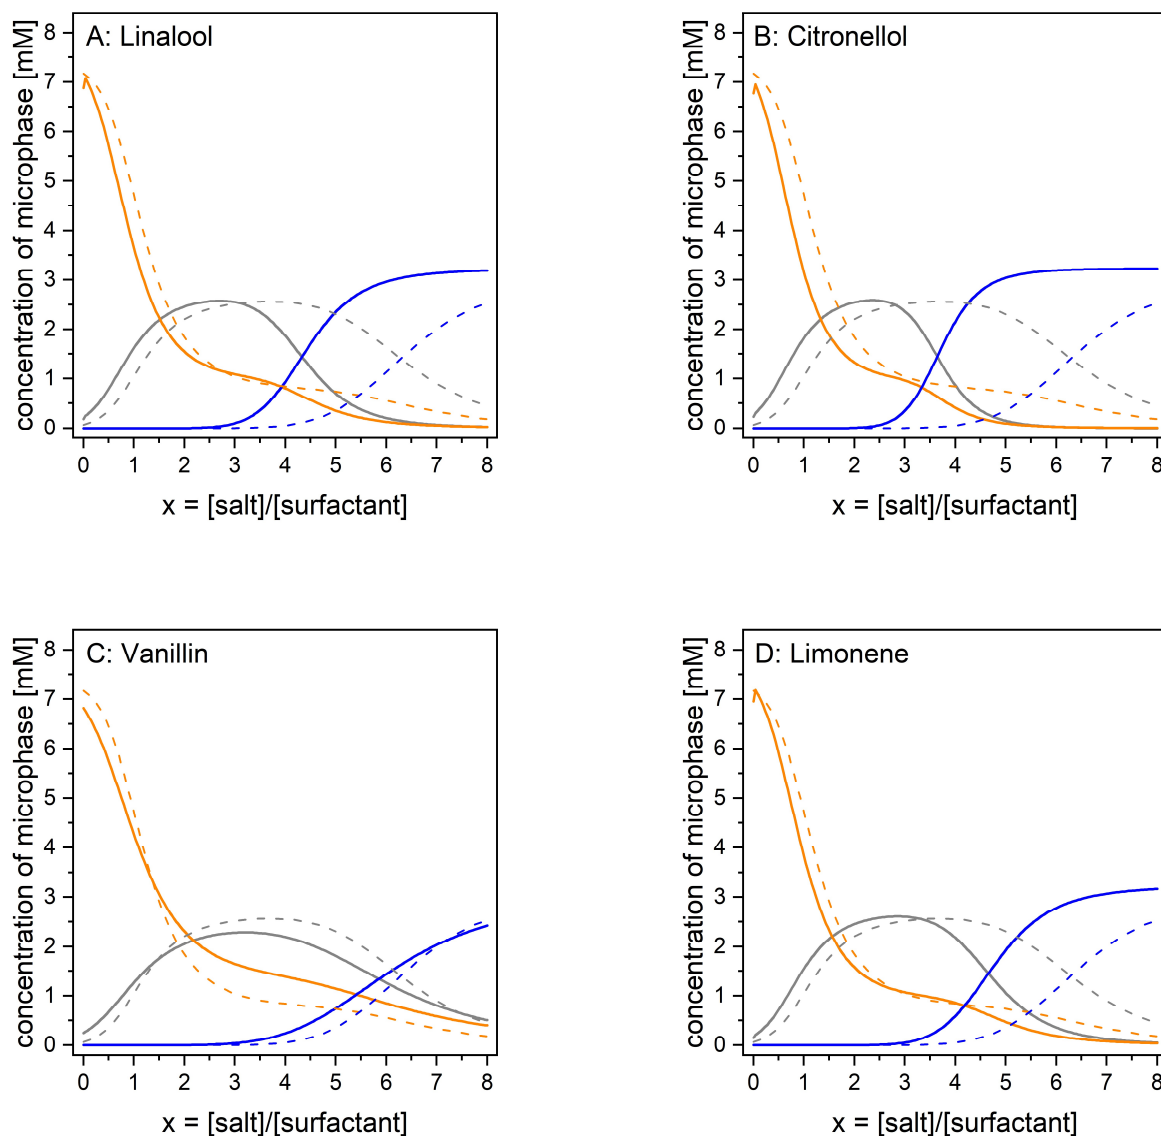 A: Linalool
concentration of microphase [mM]
8
7
6
5
4
3
2
1
0
0 1 2 3 4 5 6 7 8
x = [salt]/[surfactant]
B: Citronellol
concentration of microphase [mM]
8
7
6
5
4
3
2
1
0
0 1 2 3 4 5 6 7 8
x = [salt]/[surfactant]
C: Vanillin
concentration of microphase [mM]
8
7
6
5
4
3
2
1
0
0 1 2 3 4 5 6 7 8
x = [salt]/[surfactant]
D: Limonene
concentration of microphase [mM]
8
7
6
5
4
3
2
1
0
0 1 2 3 4 5 6 7 8
x = [salt]/[surfactant]